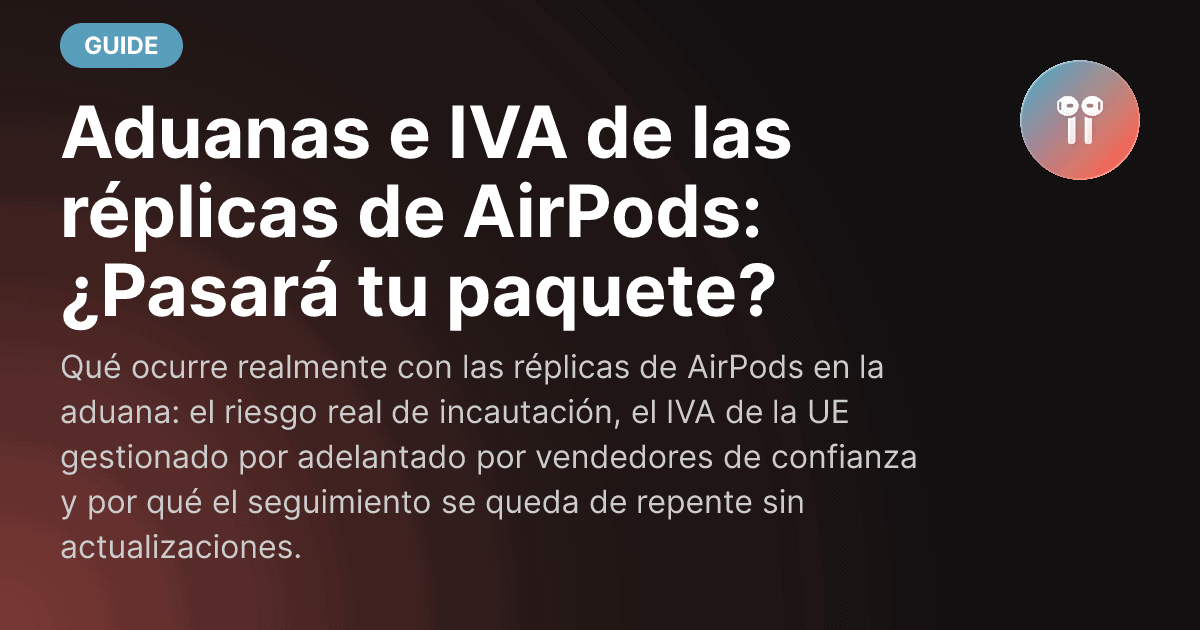 GUIDE
Aduanas e IVA de las
réplicas de AirPods:
¿Pasará tu paquete?
Qué ocurre realmente con las réplicas de AirPods en la
aduana: el riesgo real de incautación, el IVA de la UE
gestionado por adelantado por vendedores de confianza
y por qué el seguimiento se queda de repente sin
actualizaciones.